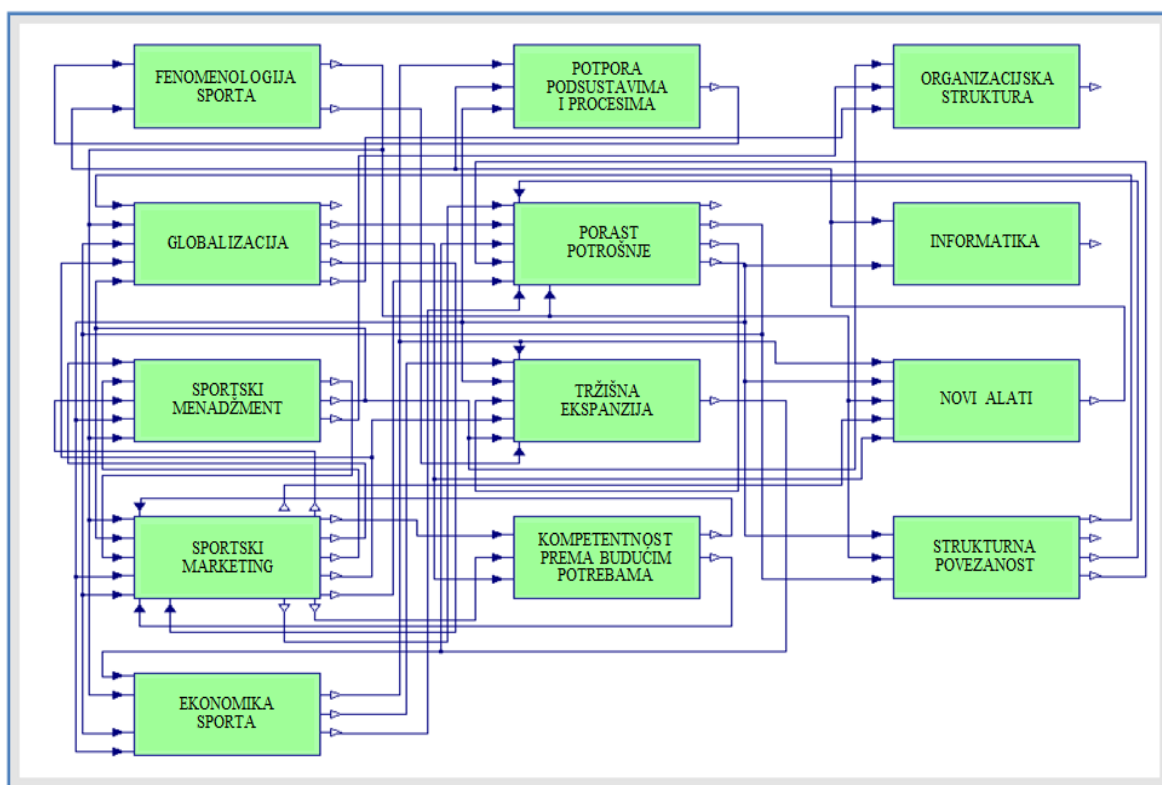 FENOMENOLOGIJA
SPORTA
POTPORA
PODSUSTAVIMA
I PROCESIMA
ORGANIZACIJSKA
STRUKTURA
GLOBALIZACIJA
PORAST
POTROŠNJE
INFORMATIKA
SPORTSKI
MENADŽMENT
TRŽIŠNA
EKSPANZIJA
NOVI ALATI
SPORTSKI
MARKETING
KOMPETENTNOST
PREMA BUDUĆIM
POTREBAMA
STRUKTURNA
POVEZANOST
EKONOMIKA
SPORTA